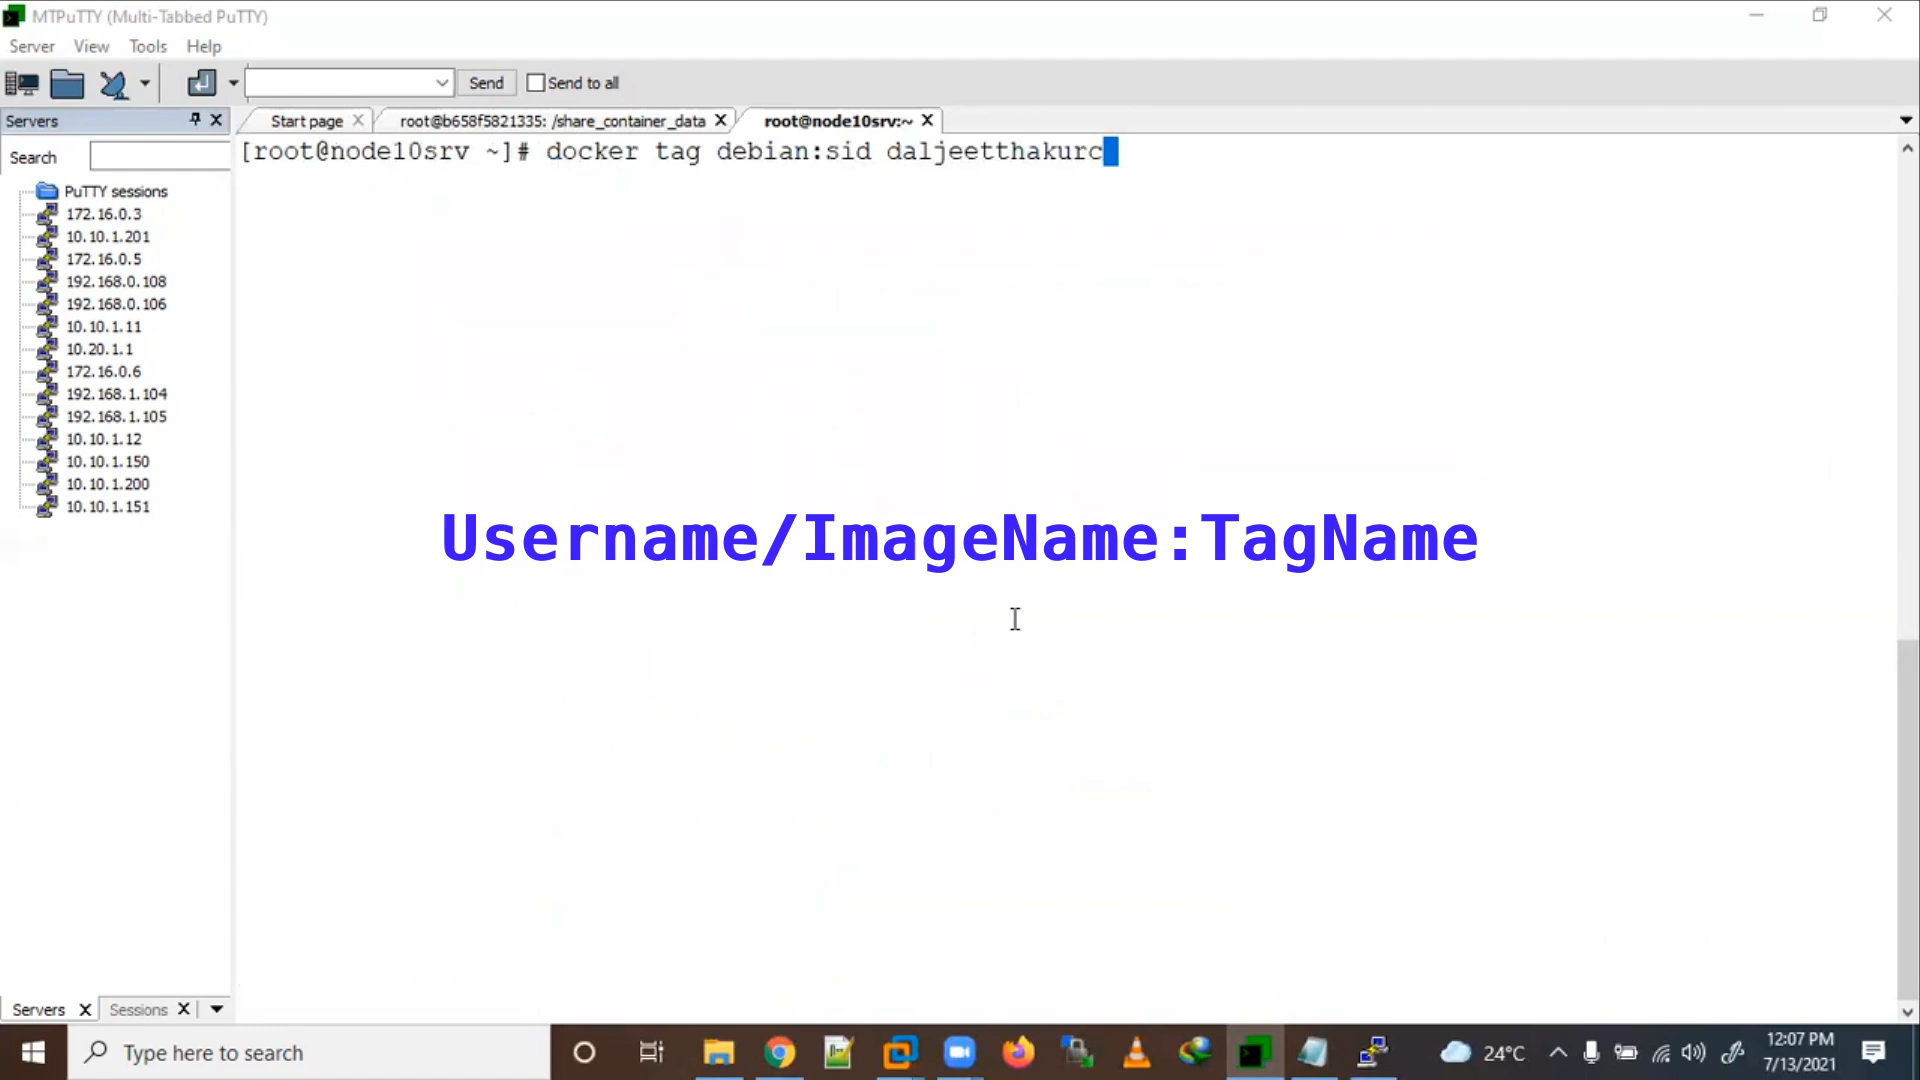 MTPuTTY (Multi-Tabbed PuTTY)
Server View Tools Help
Send Send to all
Servers
Start page root@b658f5821335: /share_container_data root@node10srv:~
Search
[root@node10srv ~]# docker tag debian:sid daljeetthakurc
PuTTY sessions
172.16.0.3
10.10.1.201
172.16.0.5
192.168.0.108
192.168.0.106
10.10.1.11
10.20.1.1
172.16.0.6
192.168.1.104
192.168.1.105
10.10.1.12
10.10.1.150
10.10.1.200
10.10.1.151
Username/ImageName:TagName
Servers Sessions
Type here to search
24°C
12:07 PM
7/13/2021